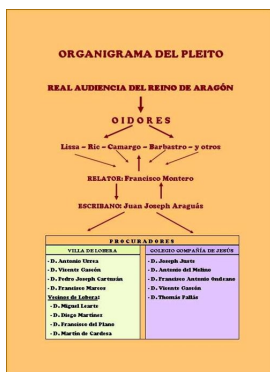 ORGANIGRAMA DEL PLEITO
REAL AUDIENCIA DEL REINO DE ARAGÓN
OIDORES
Lissa – Ric – Camargo – Barbastro – y otros
RELATOR: Francisco Montero
ESCRIBANO: Juan Joseph Araguás
PROCURADORES
VILLA DE LOBERA
- D. Antonio Urrea
- D. Vicente Gascón
- D. Pedro Joseph Cartuxán
- D. Francisco Marcos
Vecinos de Lobera:
- D. Miguel Learte
- D. Diego Martínez
- D. Francisco del Plano
- D. Martín de Cardesa
COLEGIO COMPAÑÍA DE JESÚS
- D. Joseph Juste
- D. Antonio del Molino
- D. Francisco Antonio Ondeano
- D. Vicente Gascón
- D. Thomás Fallás